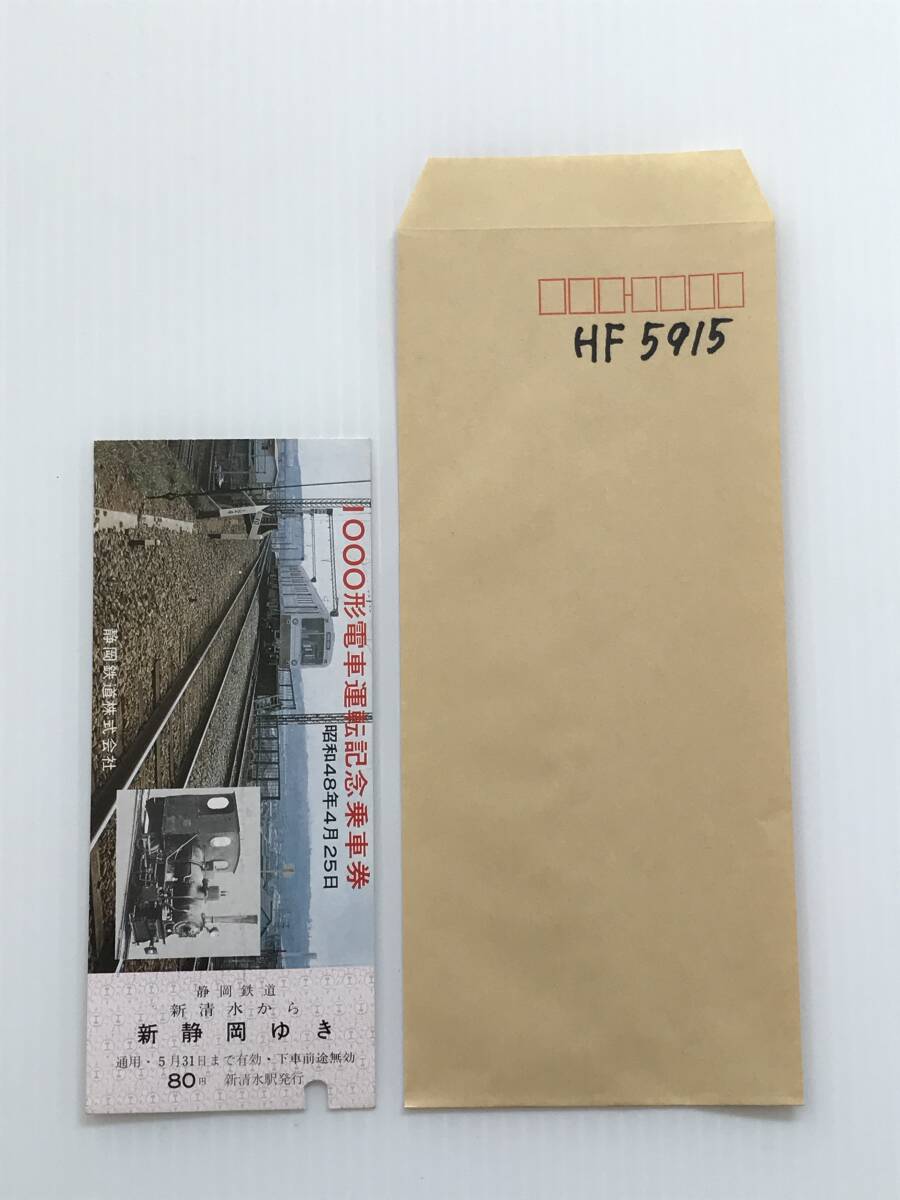 HF 5915
1000形電車運転記念乗車券
昭和48年4月25日
静岡鉄道株式会社
静岡鉄道
新清水から
新静岡ゆき
通用・5月31日まで有効・下車前途無効
80円 新清水駅発行